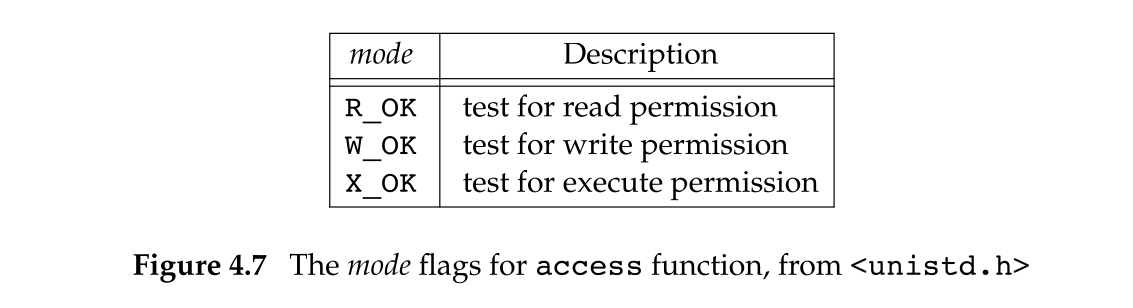 mode Description
R_OK test for read permission
W_OK test for write permission
X_OK test for execute permission
Figure 4.7 The mode flags for access function, from <unistd.h>